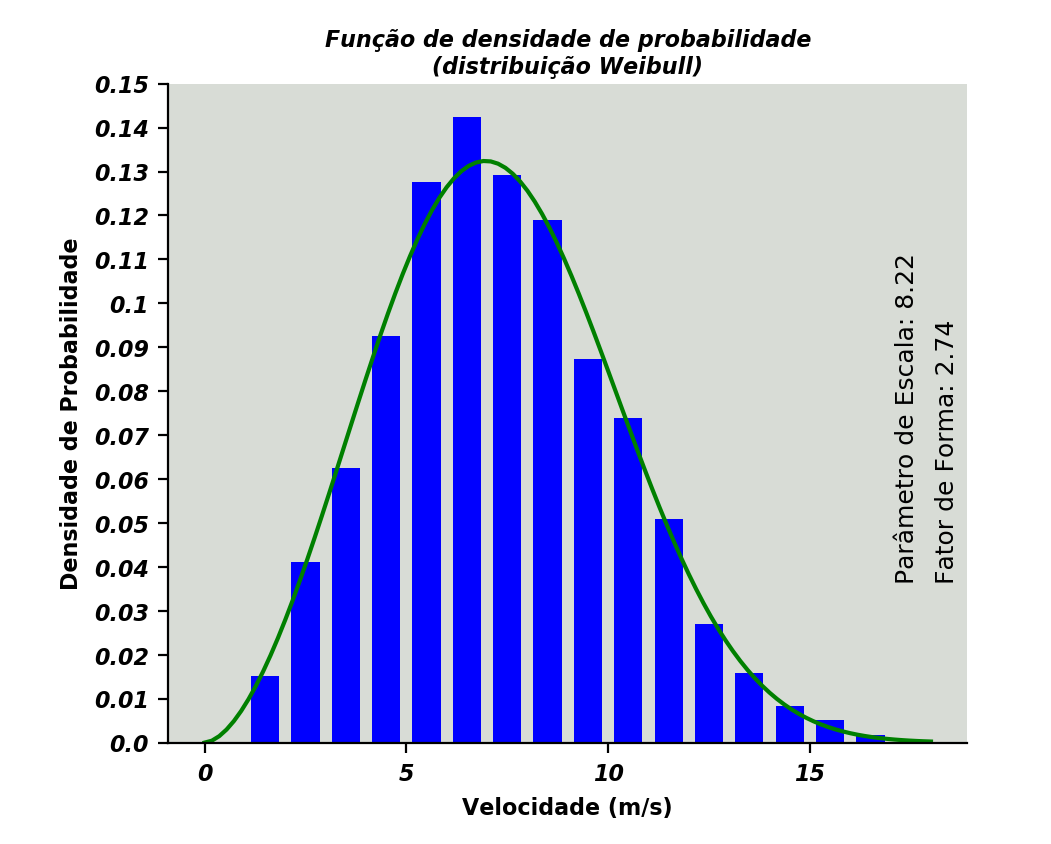 Função de densidade de probabilidade
(distribuição Weibull)
Densidade de Probabilidade
0.15
0.14
0.13
0.12
0.11
0.1
0.09
0.08
0.07
0.06
0.05
0.04
0.03
0.02
0.01
0.0
Parâmetro de Escala: 8.22
Fator de Forma: 2.74
0 5 10 15
Velocidade (m/s)